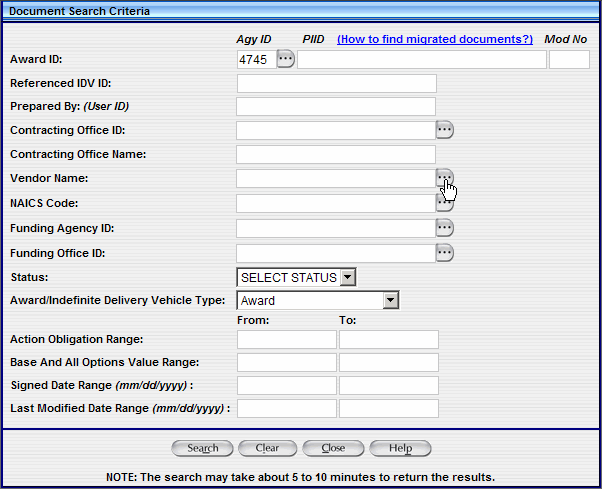 Document Search Criteria
Agy ID PIID (How to find migrated documents?) Mod No
Award ID: 4745 ...
Referenced IDV ID:
Prepared By: (User ID)
Contracting Office ID: ...
Contracting Office Name:
Vendor Name: ...
NAICS Code: ...
Funding Agency ID: ...
Funding Office ID: ...
Status: SELECT STATUS
Award/Indefinite Delivery Vehicle Type: Award
From: To:
Action Obligation Range:
Base And All Options Value Range:
Signed Date Range (mm/dd/yyyy) :
Last Modified Date Range (mm/dd/yyyy) :
Search Clear Close Help
NOTE: The search may take about 5 to 10 minutes to return the results.